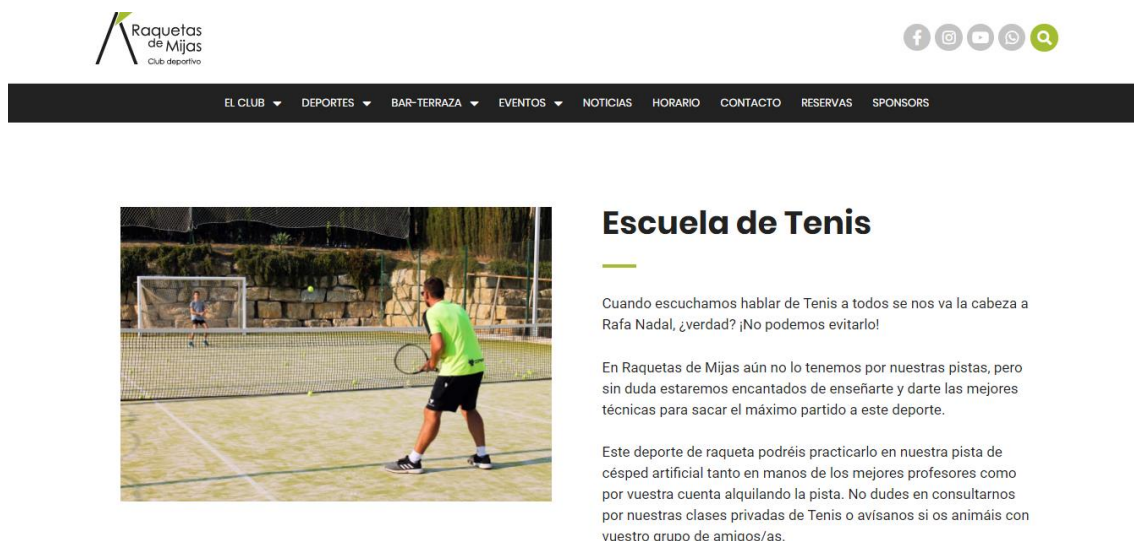 Raquetas
de Mijas
Club deportivo
EL CLUB DEPORTES BAR-TERRAZA EVENTOS NOTICIAS HORARIO CONTACTO RESERVAS SPONSORS
Escuela de Tenis
Cuando escuchamos hablar de Tenis a todos se nos va la cabeza a
Rafa Nadal, ¿verdad? ¡No podemos evitarlo!
En Raquetas de Mijas aún no lo tenemos por nuestras pistas, pero
sin duda estaremos encantados de enseñarte y darte las mejores
técnicas para sacar el máximo partido a este deporte.
Este deporte de raqueta podréis practicarlo en nuestra pista de
césped artificial tanto en manos de los mejores profesores como
por vuestra cuenta alquilando la pista. No dudes en consultarnos
por nuestras clases privadas de Tenis o avísanos si os animáis con
vuestro grupo de amigos/as.